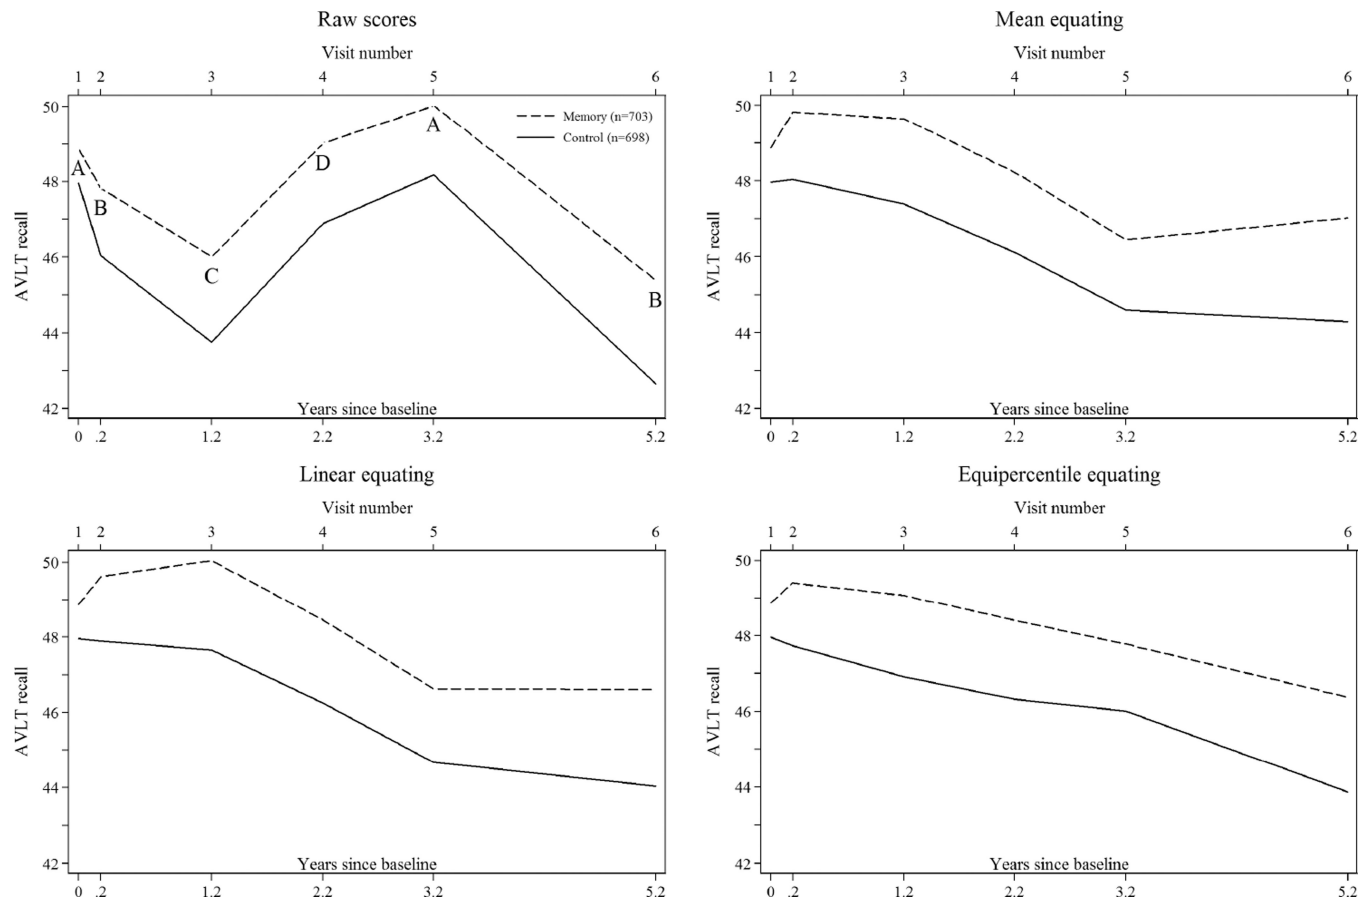 Raw scores
Visit number
1 2 3 4 5 6
50
48
46
44
42
AVLT recall
Memory (n=703)
Control (n=698)
A
B
C
D
A
B
Years since baseline
0 .2 1.2 2.2 3.2 5.2
Mean equating
Visit number
1 2 3 4 5 6
50
48
46
44
42
AVLT recall
Years since baseline
0 .2 1.2 2.2 3.2 5.2
Linear equating
Visit number
1 2 3 4 5 6
50
48
46
44
42
AVLT recall
Years since baseline
0 .2 1.2 2.2 3.2 5.2
Equipercentile equating
Visit number
1 2 3 4 5 6
50
48
46
44
42
AVLT recall
Years since baseline
0 .2 1.2 2.2 3.2 5.2